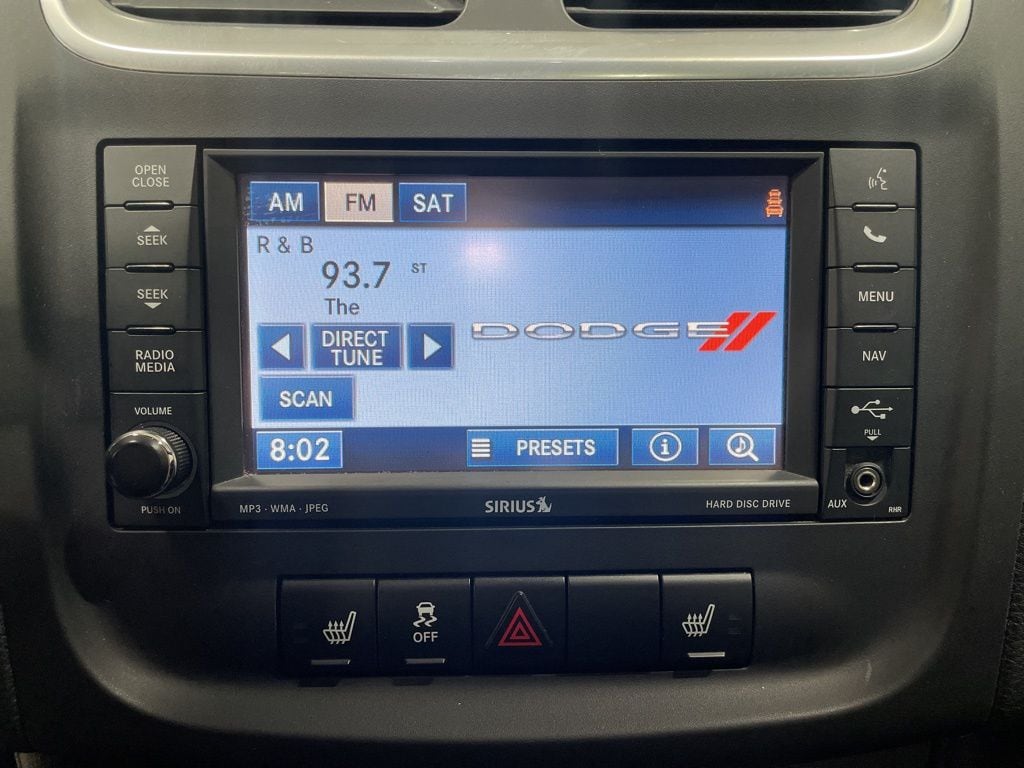 OPEN
CLOSE
SEEK
SEEK
RADIO
MEDIA
VOLUME
PUSH ON
AM FM SAT
R & B
93.7 ST
The
DIRECT
TUNE
DODGE
SCAN
8:02 PRESETS i
MP3 · WMA · JPEG SIRIUS HARD DISC DRIVE
MENU
NAV
PULL
AUX RHR
OFF